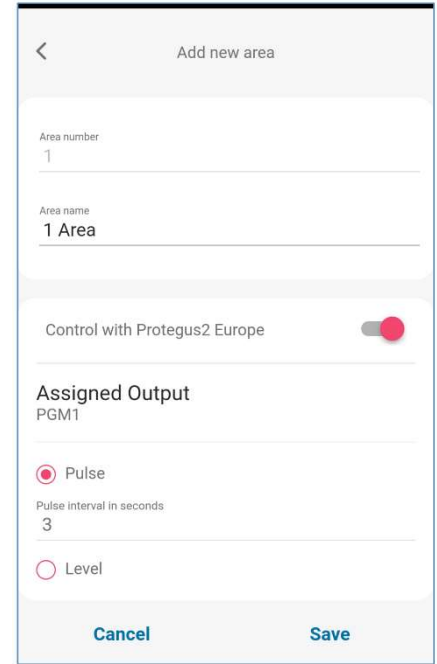 Add new area
Area number
1
Area name
1 Area
Control with Protegus2 Europe
Assigned Output
PGM1
Pulse
Pulse interval in seconds
3
Level
Cancel Save